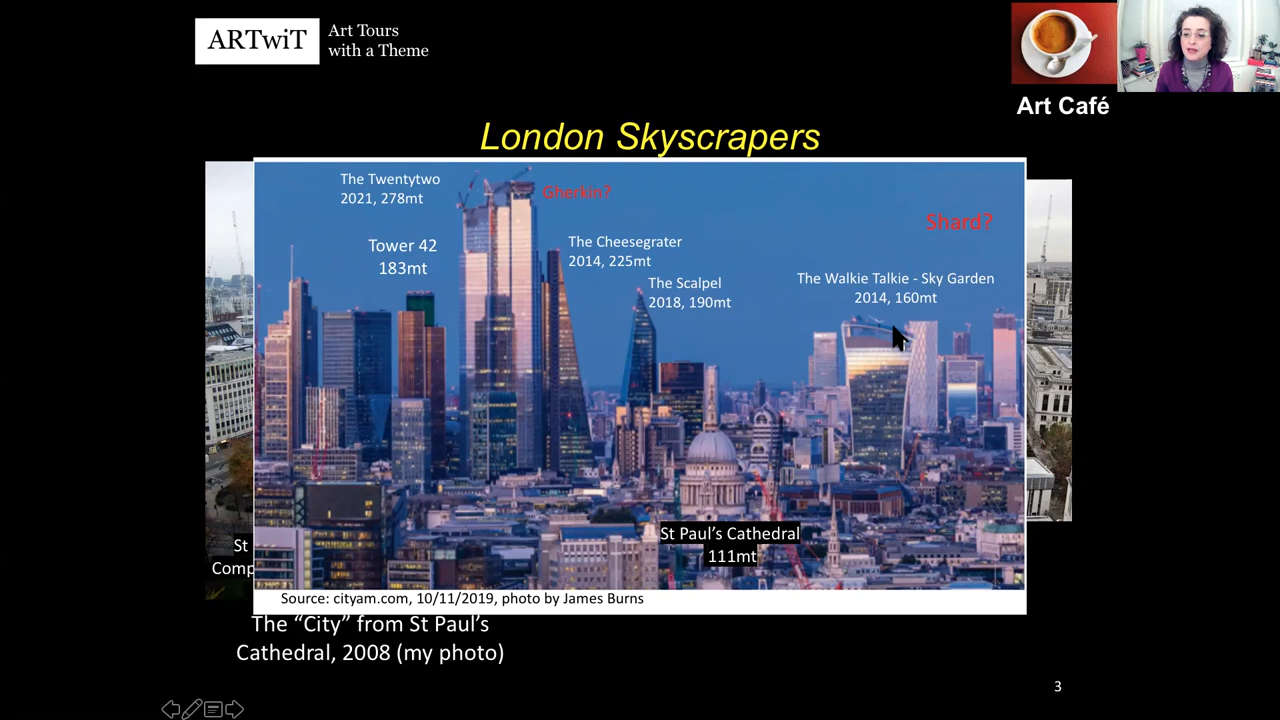 ARTwiT
Art Tours
with a Theme
Art Café
London Skyscrapers
The Twentytwo
2021, 278mt
Gherkin?
Shard?
Tower 42
183mt
The Cheesegrater
2014, 225mt
The Scalpel
2018, 190mt
The Walkie Talkie - Sky Garden
2014, 160mt
St Paul’s Cathedral
111mt
St
Comp
Source: cityam.com, 10/11/2019, photo by James Burns
The “City” from St Paul’s
Cathedral, 2008 (my photo)
3